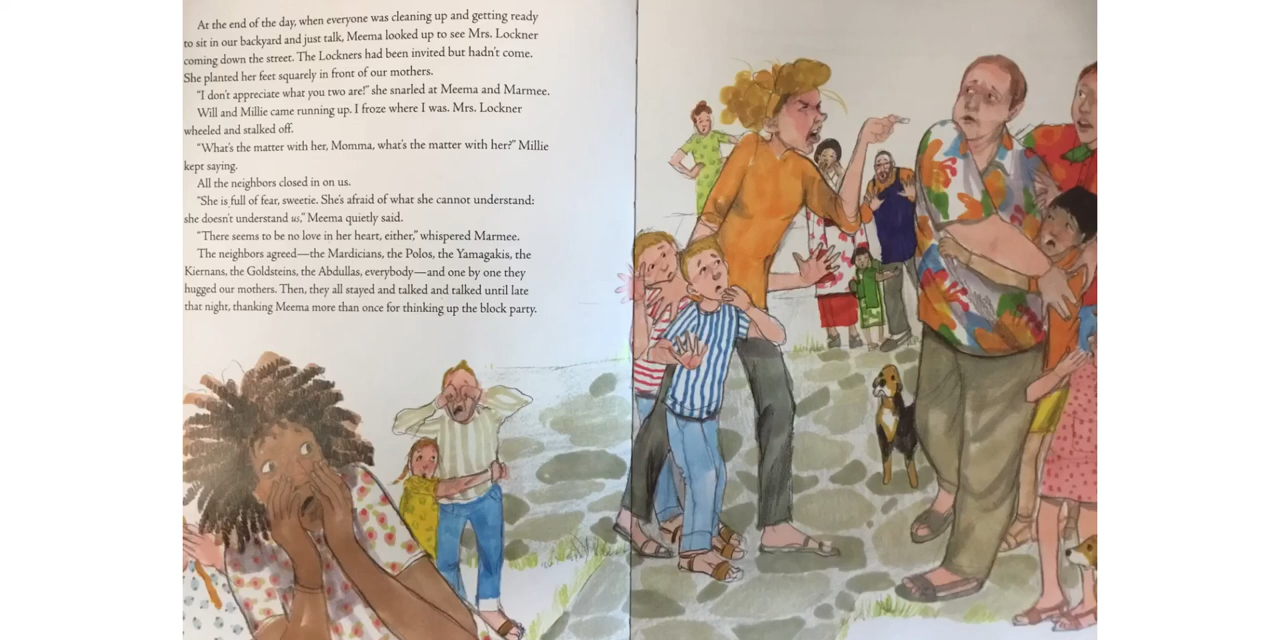 At the end of the day, when everyone was cleaning up and getting ready
to sit in our backyard and just talk, Meema looked up to see Mrs. Lockner
coming down the street. The Lockners had been invited but hadn't come.
She planted her feet squarely in front of our mothers.
"I don't appreciate what you two are!" she snarled at Meema and Marmee.
Will and Millie came running up. I froze where I was. Mrs. Lockner
wheeled and stalked off.
"What's the matter with her, Momma, what's the matter with her?" Millie
kept saying.
All the neighbors closed in on us.
"She is full of fear, sweetie. She's afraid of what she cannot understand:
she doesn't understand us," Meema quietly said.
"There seems to be no love in her heart, either," whispered Marmee.
The neighbors agreed—the Mardicians, the Polos, the Yamagakis, the
Kiernans, the Goldsteins, the Abdullas, everybody—and one by one they
hugged our mothers. Then, they all stayed and talked and talked until late
that night, thanking Meema more than once for thinking up the block party.